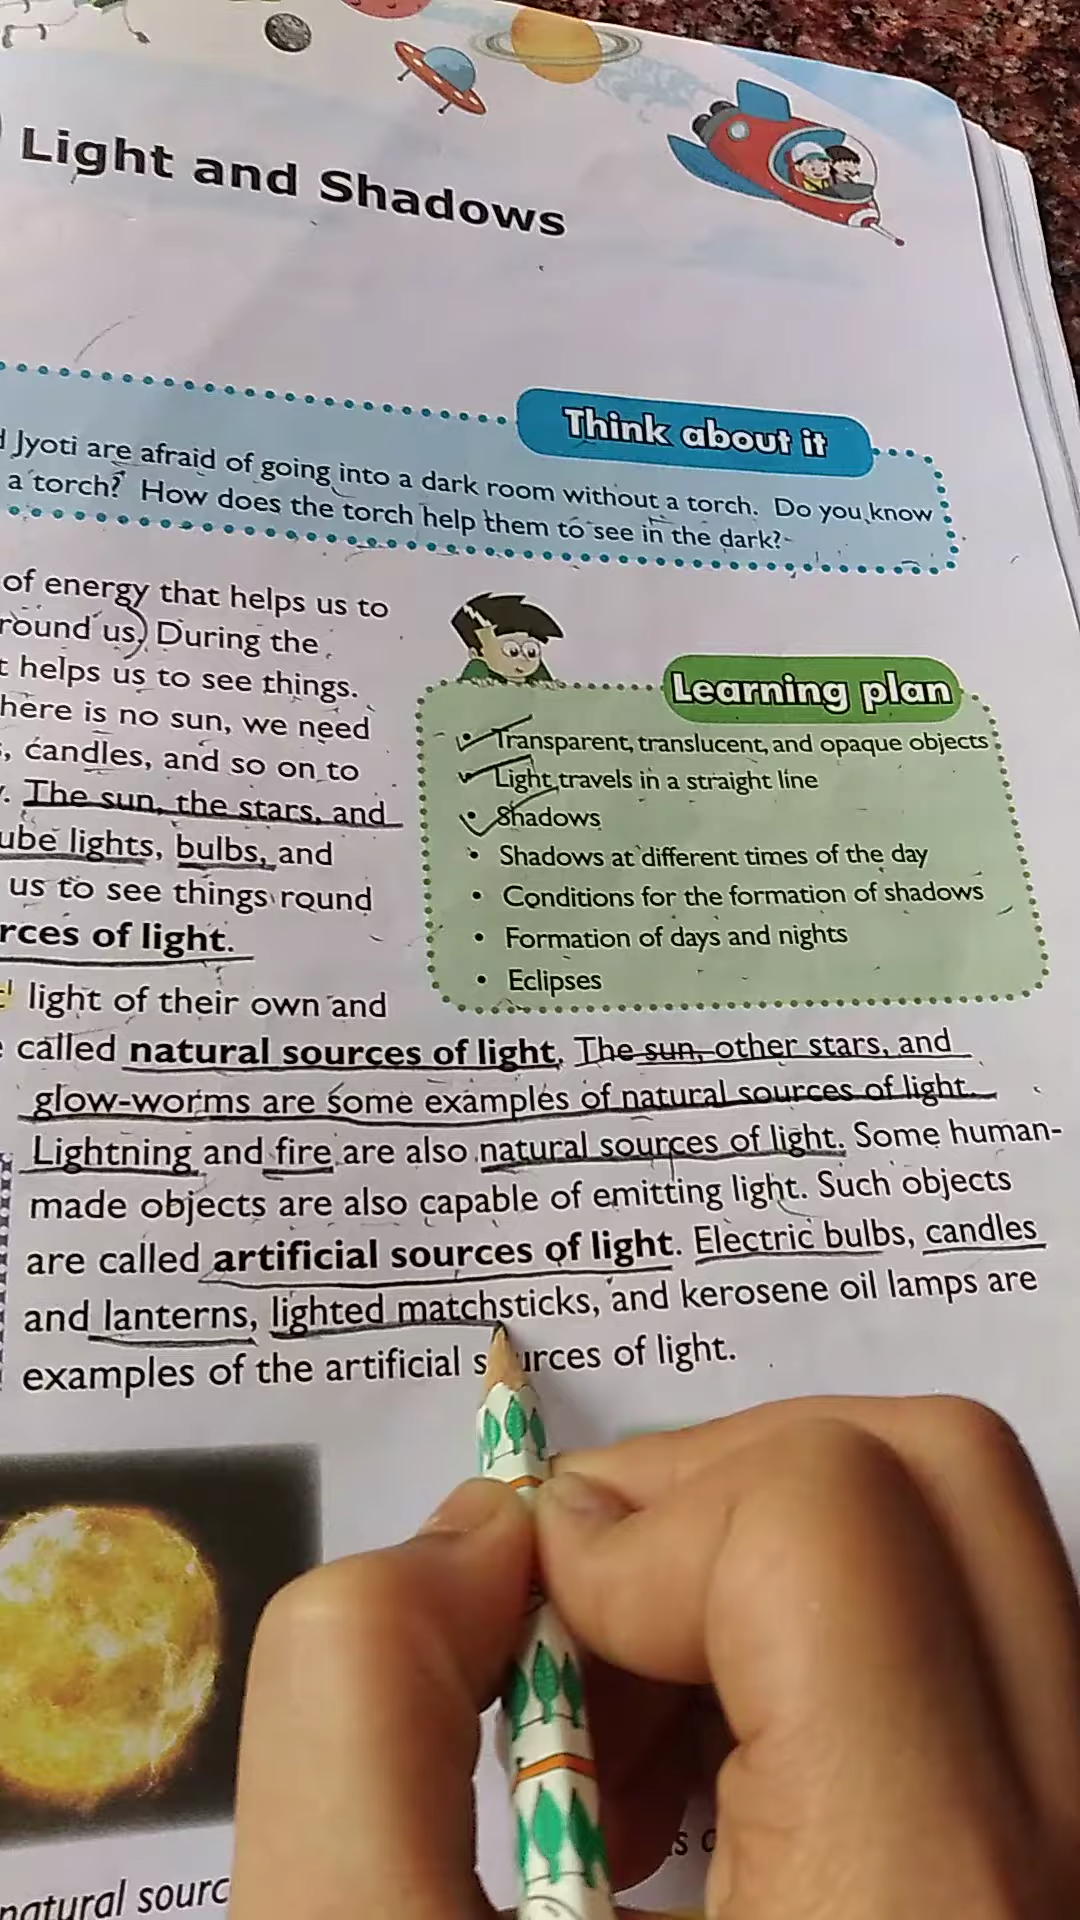 Light and Shadows
Think about it
Jyoti are afraid of going into a dark room without a torch. Do you know
a torch? How does the torch help them to see in the dark?
of energy that helps us to
round us. During the
helps us to see things.
here is no sun, we need
, candles, and so on to
. The sun, the stars, and
ube lights, bulbs, and
us to see things round
rces of light.
light of their own and
called natural sources of light. The sun, other stars, and
glow-worms are some examples of natural sources of light.
Lightning and fire are also natural sources of light. Some human-
made objects are also capable of emitting light. Such objects
are called artificial sources of light. Electric bulbs, candles
and lanterns, lighted matchsticks, and kerosene oil lamps are
examples of the artificial s urces of light.
Learning plan
• Transparent, translucent, and opaque objects
• Light travels in a straight line
• Shadows
• Shadows at different times of the day
• Conditions for the formation of shadows
• Formation of days and nights
• Eclipses
natural sourc